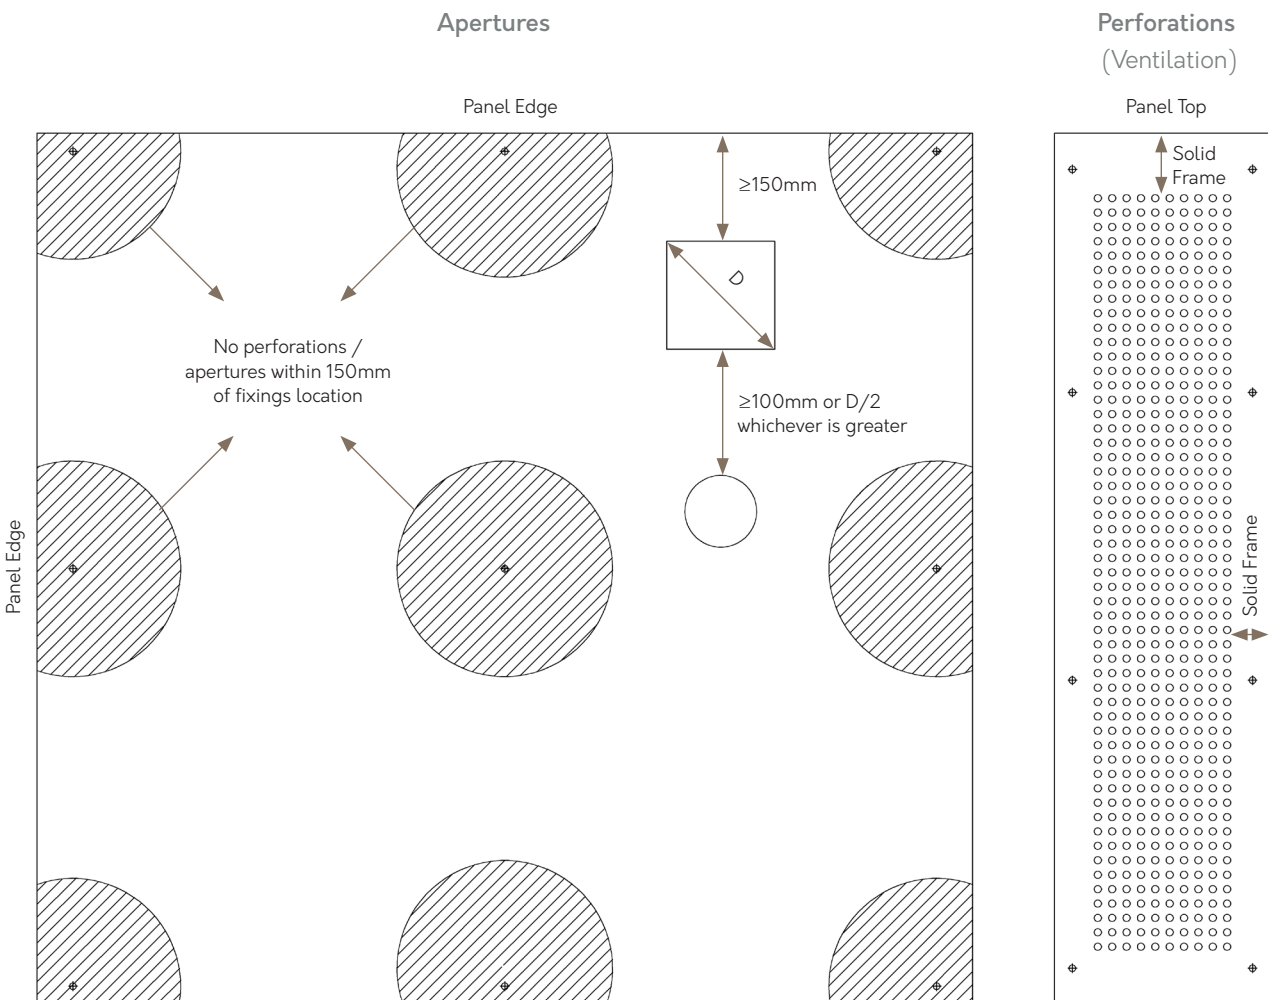 Apertures
Perforations
(Ventilation)
Panel Edge
Panel Top
≥150mm
Solid
Frame
D
No perforations /
apertures within 150mm
of fixings location
≥100mm or D/2
whichever is greater
Panel Edge
Solid Frame